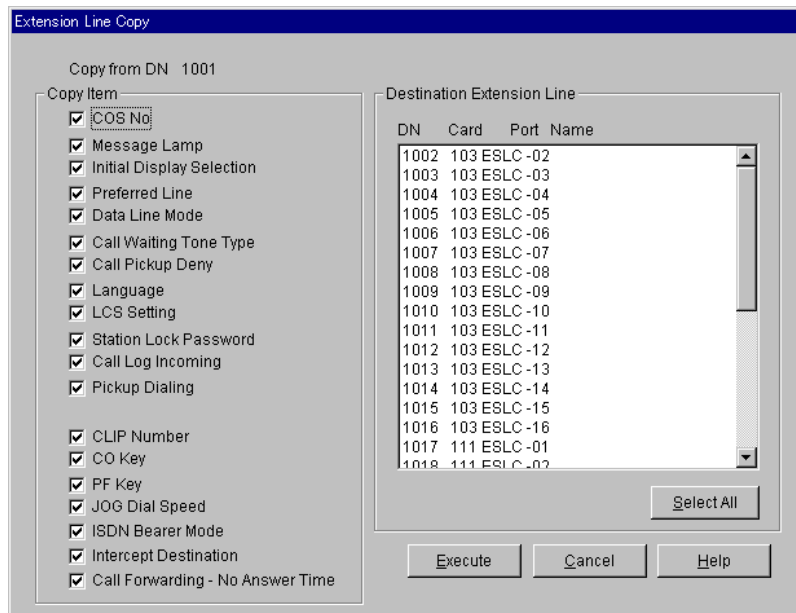 Extension Line Copy
Copy from DN 1001
Copy Item
COS No
Message Lamp
Initial Display Selection
Preferred Line
Data Line Mode
Call Waiting Tone Type
Call Pickup Deny
Language
LCS Setting
Station Lock Password
Call Log Incoming
Pickup Dialing
CLIP Number
CO Key
PF Key
JOG Dial Speed
ISDN Bearer Mode
Intercept Destination
Call Forwarding - No Answer Time
Destination Extension Line
DN Card Port Name
1002 103 ESLC -02
1003 103 ESLC -03
1004 103 ESLC -04
1005 103 ESLC -05
1006 103 ESLC -06
1007 103 ESLC -07
1008 103 ESLC -08
1009 103 ESLC -09
1010 103 ESLC -10
1011 103 ESLC -11
1012 103 ESLC -12
1013 103 ESLC -13
1014 103 ESLC -14
1015 103 ESLC -15
1016 103 ESLC -16
1017 111 ESLC -01
1018 111 ESLC -02
Select All
Execute Cancel Help